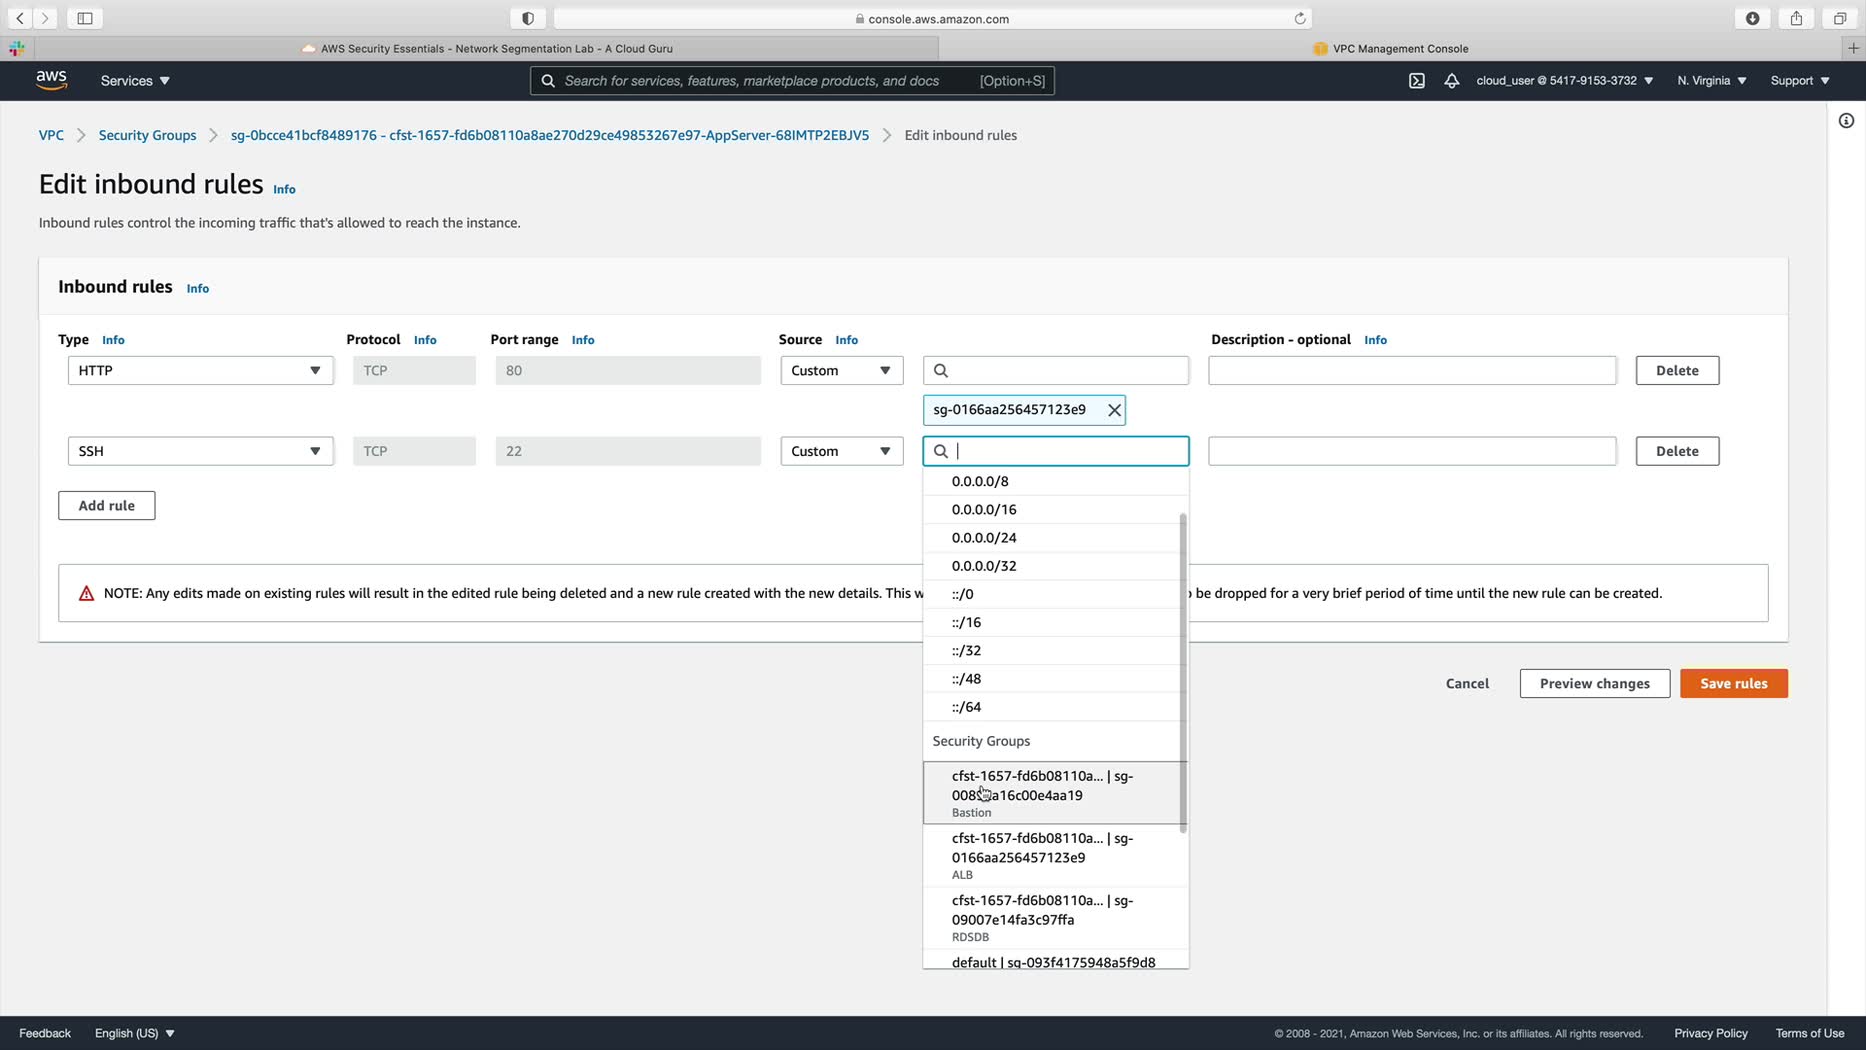 console.aws.amazon.com
AWS Security Essentials - Network Segmentation Lab - A Cloud Guru
VPC Management Console
aws
Services
Search for services, features, marketplace products, and docs [Option+S]
cloud_user @ 5417-9153-3732
N. Virginia
Support
VPC
Security Groups
sg-0bcce41bcf8489176 - cfst-1657-fd6b08110a8ae270d29ce49853267e97-AppServer-68IMTP2EBJV5
Edit inbound rules
Edit inbound rules Info
Inbound rules control the incoming traffic that's allowed to reach the instance.
Inbound rules Info
Type Info
Protocol Info
Port range Info
Source Info
Description - optional Info
HTTP
TCP
80
Custom
Delete
sg-0166aa256457123e9
SSH
TCP
22
Custom
Delete
0.0.0.0/8
0.0.0.0/16
0.0.0.0/24
0.0.0.0/32
::/0
::/16
::/32
::/48
::/64
Security Groups
cfst-1657-fd6b08110a... | sg-
a16c00e4aa19
Bastion
cfst-1657-fd6b08110a... | sg-
0166aa256457123e9
ALB
cfst-1657-fd6b08110a... | sg-
09007e14fa3c97ffa
RDSDB
default | sg-093f4175948a5f9d8
Add rule
NOTE: Any edits made on existing rules will result in the edited rule being deleted and a new rule created with the new details. This be dropped for a very brief period of time until the new rule can be created.
Cancel
Preview changes
Save rules
Feedback
English (US)
© 2008 - 2021, Amazon Web Services, Inc. or its affiliates. All rights reserved.
Privacy Policy
Terms of Use